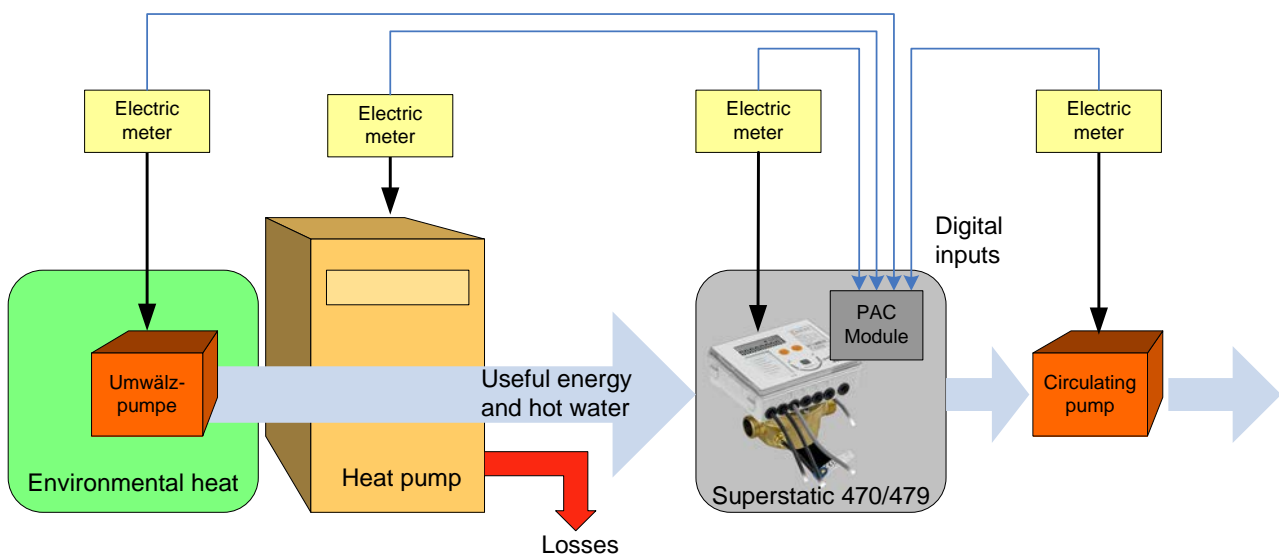 Electric
meter
Electric
meter
Electric
meter
Electric
meter
Digital
inputs
PAC
Module
Umwälz-
pumpe
Useful energy
and hot water
Circulating
pump
Environmental heat
Heat pump
Superstatic 470/479
Losses